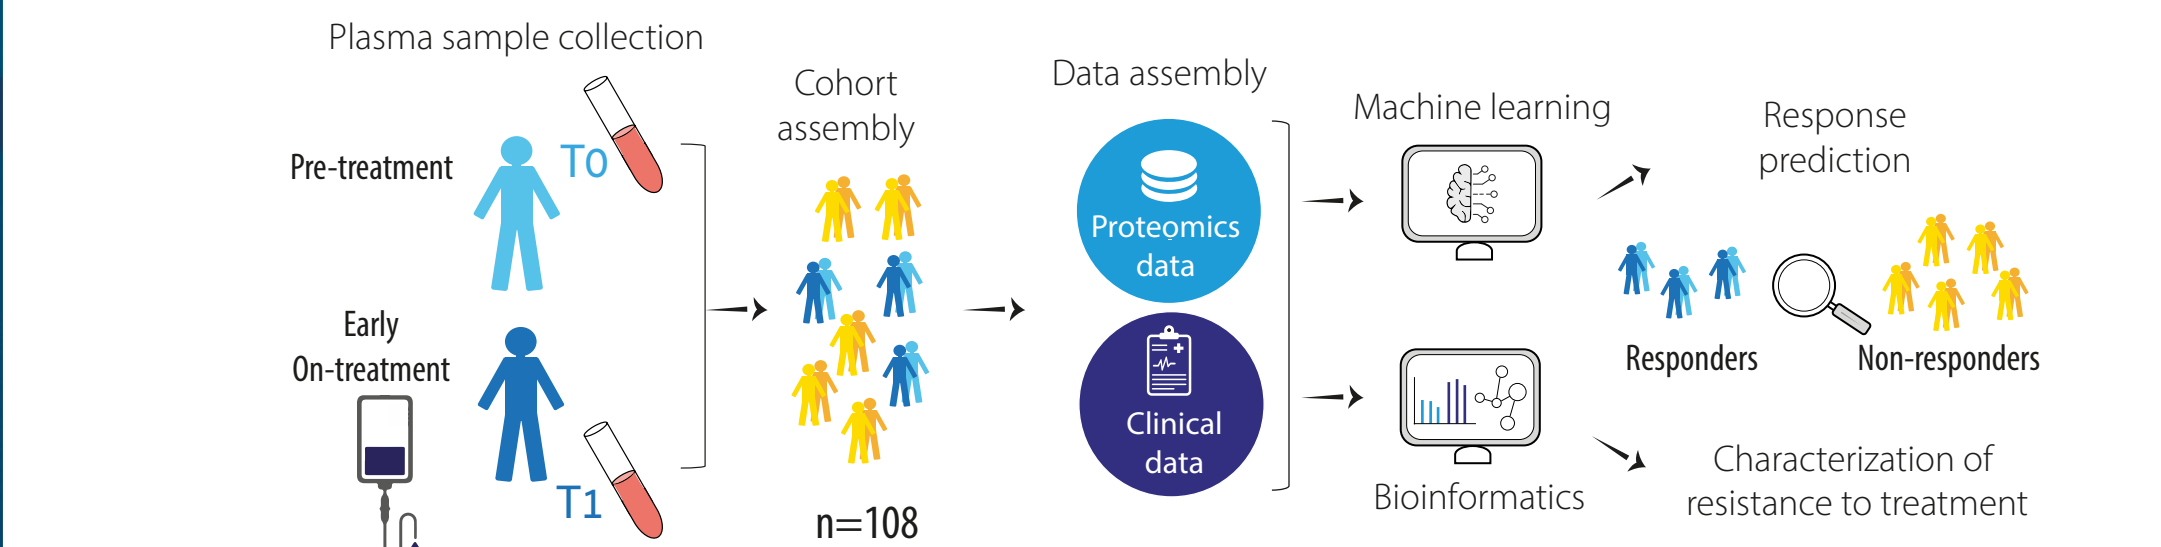 Plasma sample collection
Pre-treatment
T0
Early
On-treatment
T1
Cohort
assembly
n=108
Data assembly
Proteomics
data
Clinical
data
Machine learning
Bioinformatics
Response
prediction
Responders
Non-responders
Characterization of
resistance to treatment